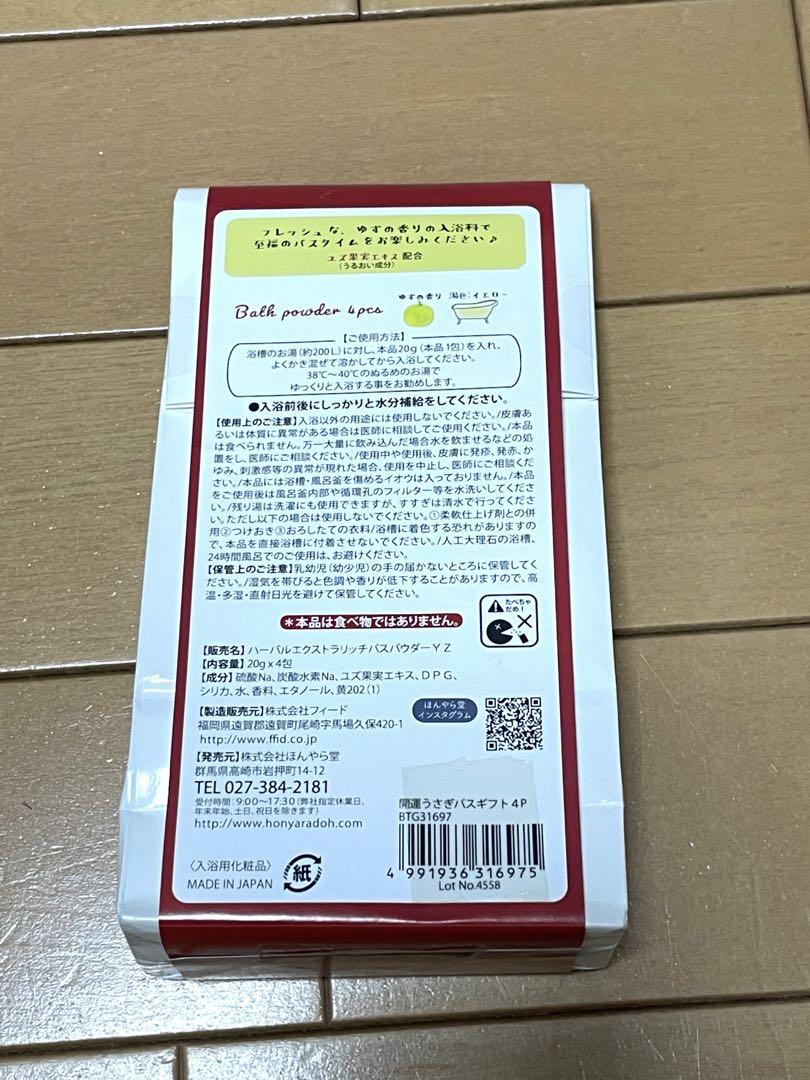 フレッシュな、ゆずの香りの入浴料で
至福のバスタイムをお楽しみください♪
ユズ果実エキス配合
(うるおい成分)
ゆずの香り 湯色:イエロー
Bath powder 4pcs
【ご使用方法】
浴槽のお湯(約200L)に対し、本品20g(本品1包)を入れ、
よくかき混ぜて溶かしてから入浴してください。
38℃〜40℃のぬるめのお湯で
ゆっくりと入浴する事をお勧めします。
●入浴前後にしっかりと水分補給をしてください。
【使用上のご注意】入浴以外の用途には使用しないでください。/皮膚あ
るいは体質に異常がある場合は医師に相談してご使用ください。/本品
は食べられません。万一大量に飲み込んだ場合水を飲ませるなどの処
置をし、医師にご相談ください。/使用中や使用後、皮膚に発疹、発赤、か
ゆみ、刺激感等の異常が現れた場合、使用を中止し、医師にご相談くだ
さい。/本品には浴槽・風呂釜を傷めるイオウは入っておりません。/本品
をご使用後は風呂釜内部や循環孔のフィルター等を水洗いしてくださ
い。/残り湯は洗濯にも使用できますが、すすぎは清水で行ってください。
ただし以下の場合は使用しないでください。①柔軟仕上げ剤との併
用②つけおき③おろしたての衣料/浴槽に着色する恐れがありますの
で、本品を直接浴槽に付着させないでください。/人工大理石の浴槽、
24時間風呂でのご使用は、お避けください。
【保管上のご注意】乳幼児(幼少児)の手の届かないところに保管してく
ださい。/湿気を帯びると色調や香りが低下することがありますので、高
温・多湿・直射日光を避けて保管してください。
*本品は食べ物ではありません。
たべちゃ
だめ!
【販売名】ハーバルエクストラリッチバスパウダーYZ
【内容量】20g x 4包
【成分】硫酸Na、炭酸水素Na、ユズ果実エキス、DPG、
シリカ、水、香料、エタノール、黄202(1)
【製造販売元】株式会社フィード
福岡県遠賀郡遠賀町尾崎字馬場久保420-1
http://www.ffid.co.jp
ほんやら堂
インスタグラム
【発売元】株式会社ほんやら堂
群馬県高崎市岩押町14-12
TEL 027-384-2181
受付時間:9:00〜17:30(弊社指定休業日、
年末年始、土日、祝日を除きます)
http://www.honyaradoh.com
開運うさぎバスギフト4P
BTG31697
4 991936 316975
Lot No.4558
〈入浴用化粧品〉
MADE IN JAPAN
紙